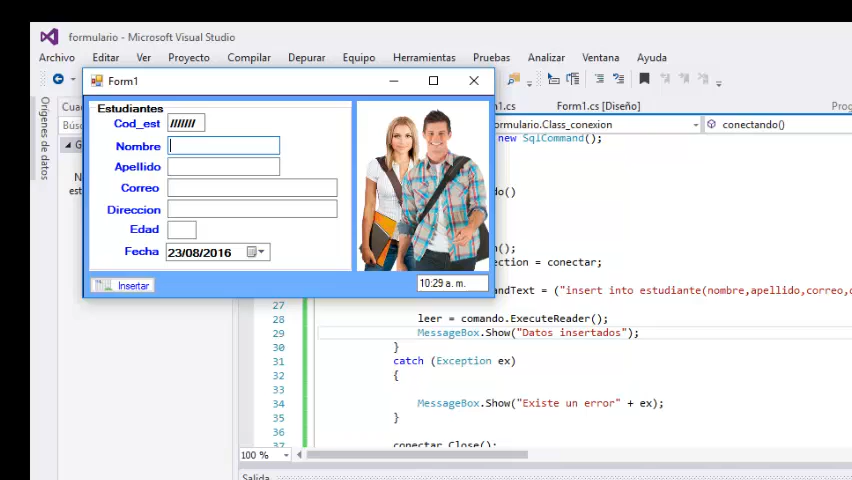 formulario - Microsoft Visual Studio
Archivo Editar Ver Proyecto Compilar Depurar Equipo Herramientas Pruebas Analizar Ventana Ayuda
Form1
Orígenes de datos
Estudiantes
Cod_est ///////
Nombre
Apellido
Correo
Direccion
Edad
Fecha 23/08/2016
Insertar
10:29 a. m.
Form1.cs [Diseño]
formulario.Class_conexion conectando()
new SqlCommand();
ection = conectar;
andText = ("insert into estudiante(nombre,apellido,correo,
27
28 leer = comando.ExecuteReader();
29 MessageBox.Show("Datos insertados");
30 }
31 catch (Exception ex)
32 {
33
34 MessageBox.Show("Existe un error" + ex);
35 }
36
37 conectar.Close();
100 %
Salida